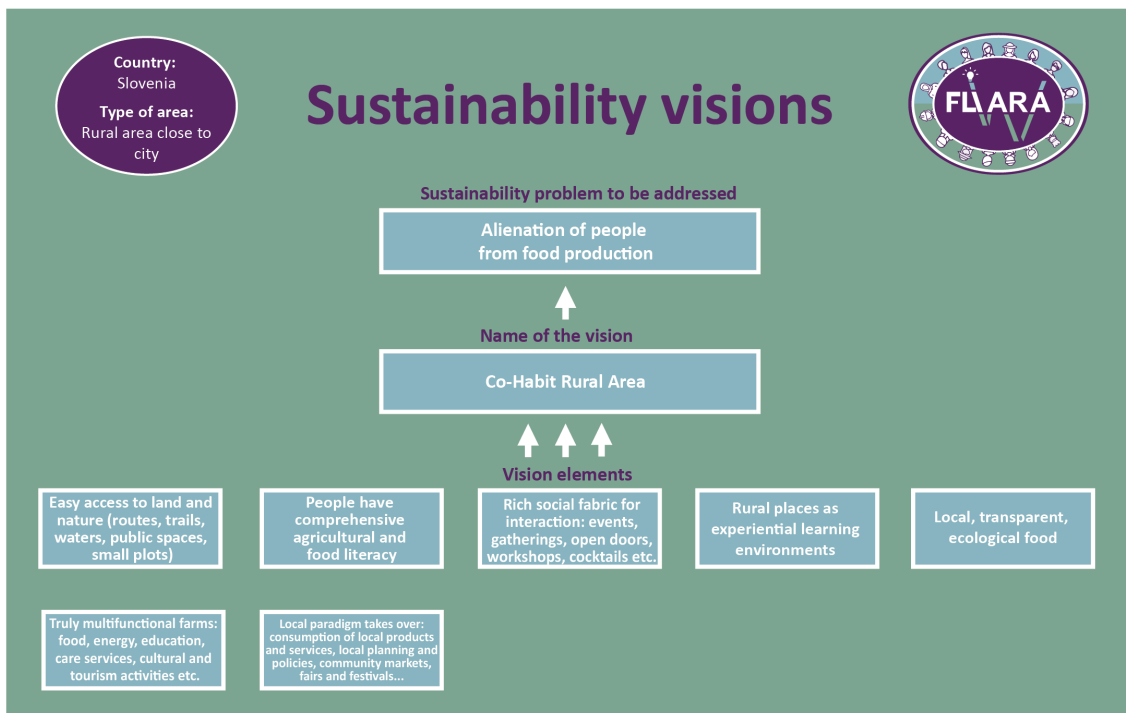 Country:
Slovenia
Type of area:
Rural area close to
city
Sustainability visions
FLIARA
Sustainability problem to be addressed
Alienation of people
from food production
Name of the vision
Co-Habit Rural Area
Vision elements
Easy access to land and
nature (routes, trails,
waters, public spaces,
small plots)
People have
comprehensive
agricultural and
food literacy
Rich social fabric for
interaction: events,
gatherings, open doors,
workshops, cocktails etc.
Rural places as
experiential learning
environments
Local, transparent,
ecological food
Truly multifunctional farms:
food, energy, education,
care services, cultural and
tourism activities etc.
Local paradigm takes over:
consumption of local products
and services, local planning and
policies, community markets,
fairs and festivals...